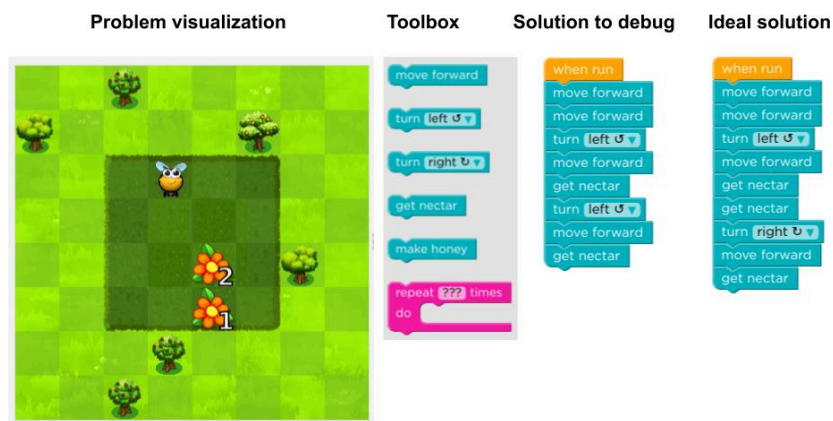 Problem visualization
Toolbox
Solution to debug
Ideal solution
2
1
move forward
turn left ↺ ▼
turn right ↻ ▼
get nectar
make honey
repeat ??? times
do
when run
move forward
move forward
turn left ↺ ▼
move forward
get nectar
turn left ↺ ▼
move forward
get nectar
when run
move forward
move forward
turn left ↺ ▼
move forward
get nectar
get nectar
turn right ↻ ▼
move forward
get nectar